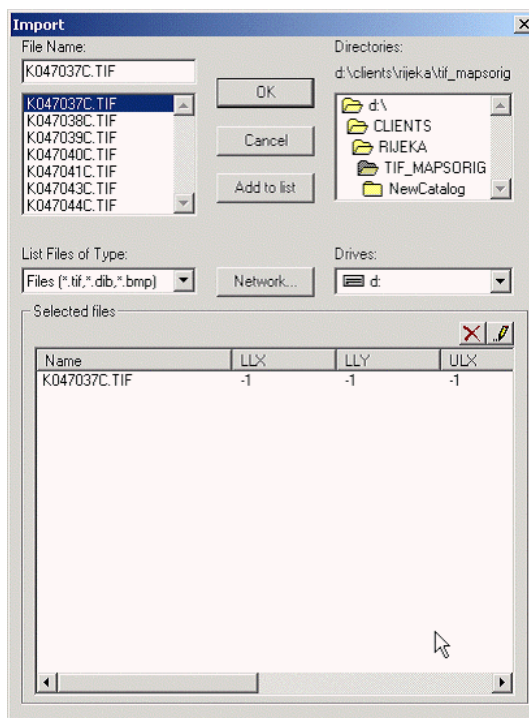 Import
File Name:
K047037C.TIF
K047037C.TIF
K047038C.TIF
K047039C.TIF
K047040C.TIF
K047041C.TIF
K047043C.TIF
K047044C.TIF
OK
Cancel
Add to list
Directories:
d:\clients\rijeka\tif_mapsorig
d:\
CLIENTS
RIJEKA
TIF_MAPSORIG
NewCatalog
List Files of Type:
Files (*.tif,*.dib,*.bmp)
Network...
Drives:
d:
Selected files
Name LLX LLY ULX
K047037C.TIF -1 -1 -1